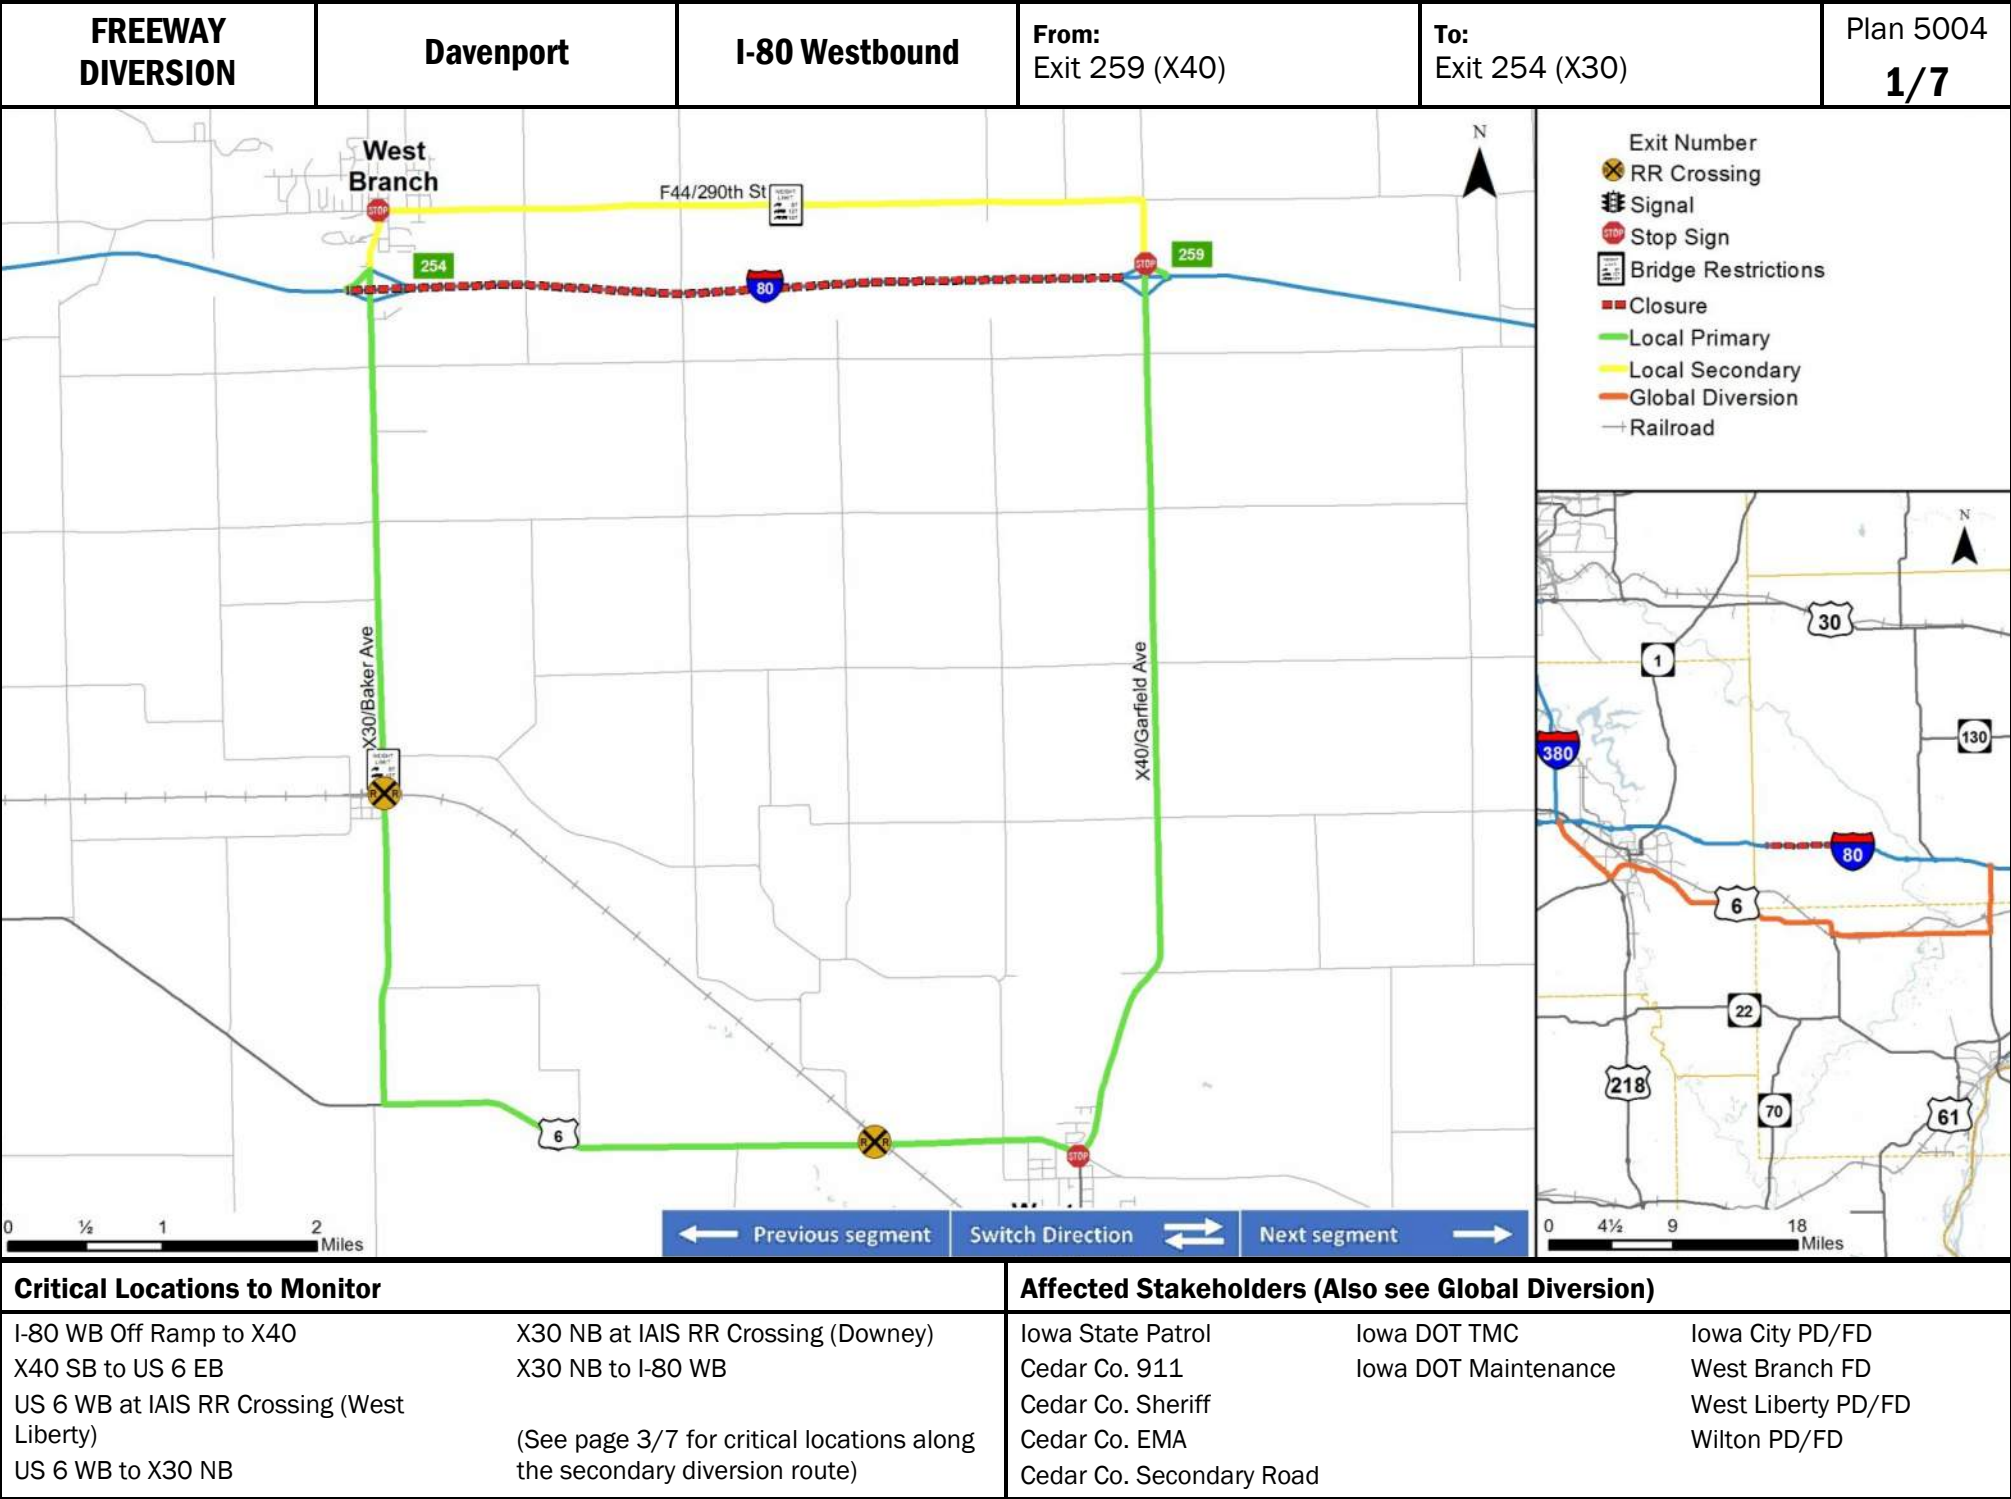 FREEWAY
DIVERSION
Davenport
I-80 Westbound
From:
Exit 259 (X40)
To:
Exit 254 (X30)
Plan 5004
1/7
West
Branch
STOP
F44/290th St
WEIGHT
LIMIT
N
254
259
STOP
80
X30/Baker Ave
X40/Garfield Ave
WEIGHT
LIMIT
R R
6
R R
STOP
0 ½ 1 2
Miles
Previous segment
Switch Direction
Next segment
Exit Number
RR Crossing
Signal
STOP Stop Sign
Bridge Restrictions
Closure
Local Primary
Local Secondary
Global Diversion
Railroad
N
30
1
130
380
80
6
22
218
70
61
0 4½ 9 18
Miles
Critical Locations to Monitor
I-80 WB Off Ramp to X40
X40 SB to US 6 EB
US 6 WB at IAIS RR Crossing (West
Liberty)
US 6 WB to X30 NB
X30 NB at IAIS RR Crossing (Downey)
X30 NB to I-80 WB
(See page 3/7 for critical locations along
the secondary diversion route)
Affected Stakeholders (Also see Global Diversion)
Iowa State Patrol
Cedar Co. 911
Cedar Co. Sheriff
Cedar Co. EMA
Cedar Co. Secondary Road
Iowa DOT TMC
Iowa DOT Maintenance
Iowa City PD/FD
West Branch FD
West Liberty PD/FD
Wilton PD/FD